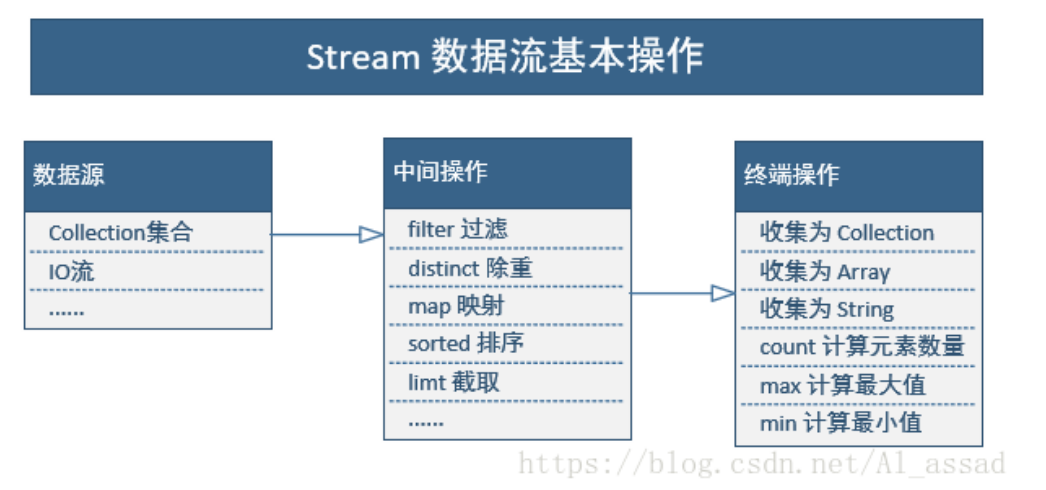 Stream 数据流基本操作
数据源
Collection集合
IO流
......
中间操作
filter 过滤
distinct 除重
map 映射
sorted 排序
limt 截取
......
终端操作
收集为 Collection
收集为 Array
收集为 String
count 计算元素数量
max 计算最大值
min 计算最小值
https://blog.csdn.net/Al_assad